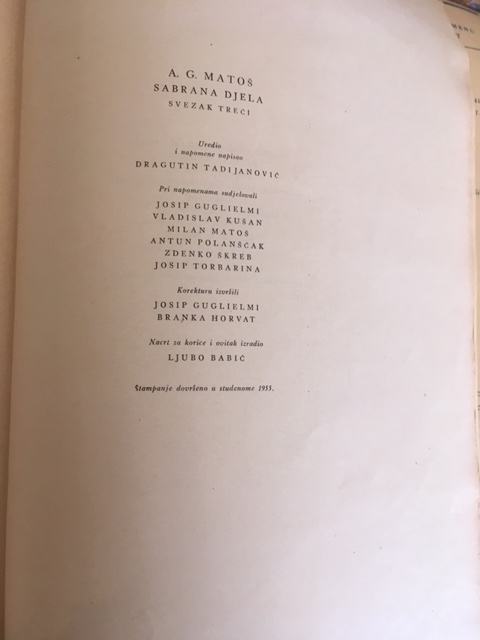 A. G. MATOŠ
SABRANA DJELA
SVEZAK TREĆI
Uredio
i napomene napisao
DRAGUTIN TADIJANOVIĆ
Pri napomenama sudjelovali
JOSIP GUGLIELMI
VLADISLAV KUŠAN
MILAN MATOŠ
ANTUN POLANŠĆAK
ZDENKO ŠKREB
JOSIP TORBARINA
Korekturu izvršili
JOSIP GUGLIELMI
BRANKA HORVAT
Nacrt za korice i ovitak izradio
LJUBO BABIĆ
Štampanje dovršeno u studenome 1955.